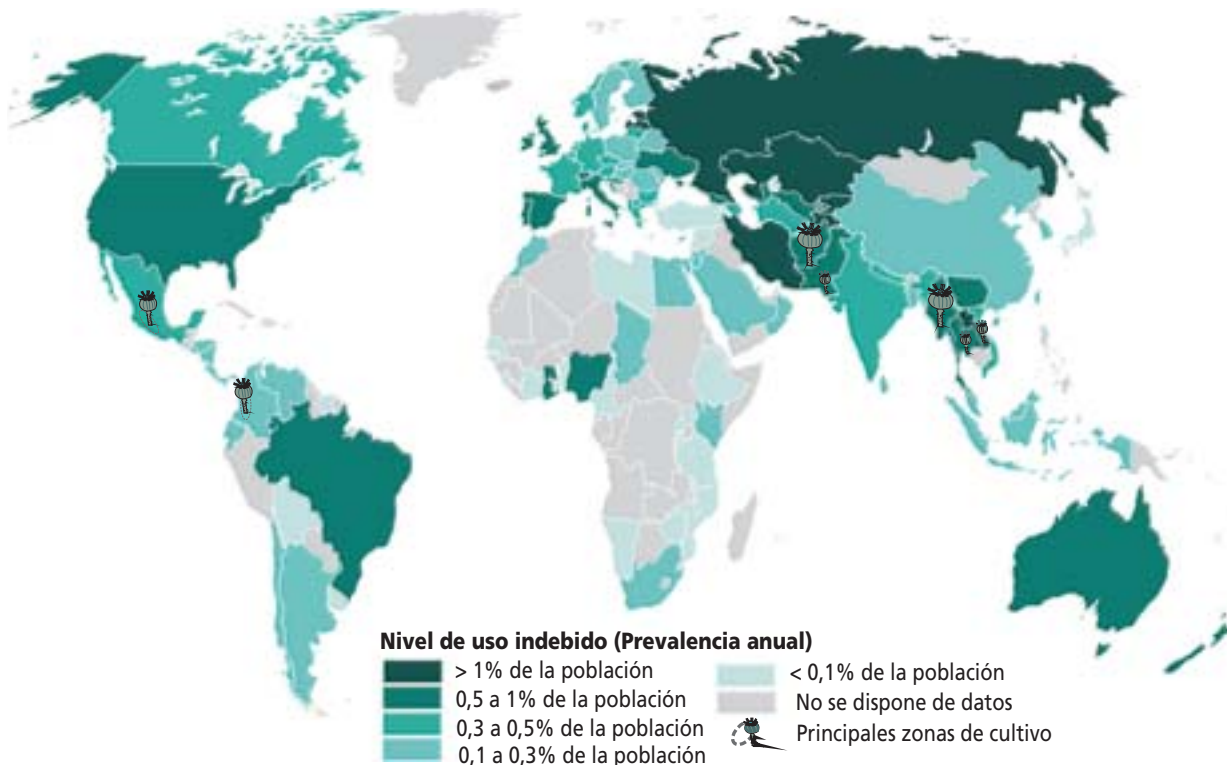 Nivel de uso indebido (Prevalencia anual)
> 1% de la población
0,5 a 1% de la población
0,3 a 0,5% de la población
0,1 a 0,3% de la población
< 0,1% de la población
No se dispone de datos
Principales zonas de cultivo